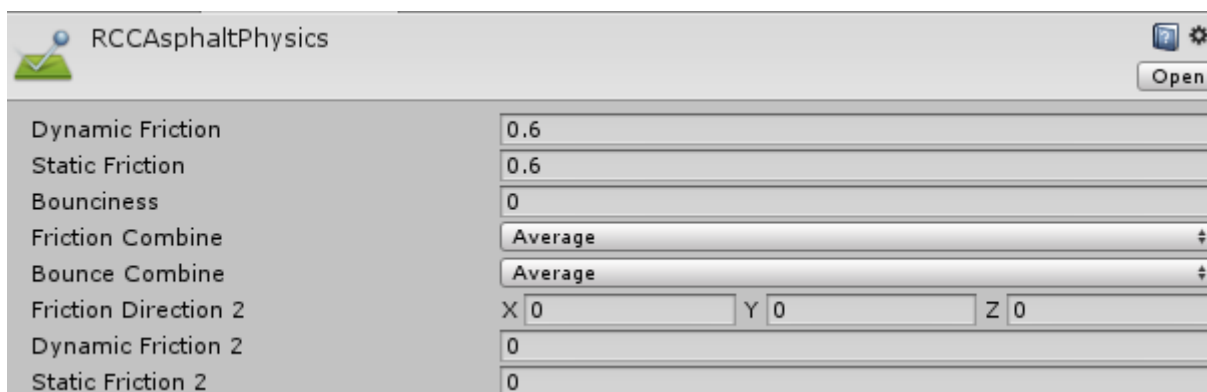 RCCAsphaltPhysics
Open
Dynamic Friction 0.6
Static Friction 0.6
Bounciness 0
Friction Combine Average
Bounce Combine Average
Friction Direction 2 X 0 Y 0 Z 0
Dynamic Friction 2 0
Static Friction 2 0